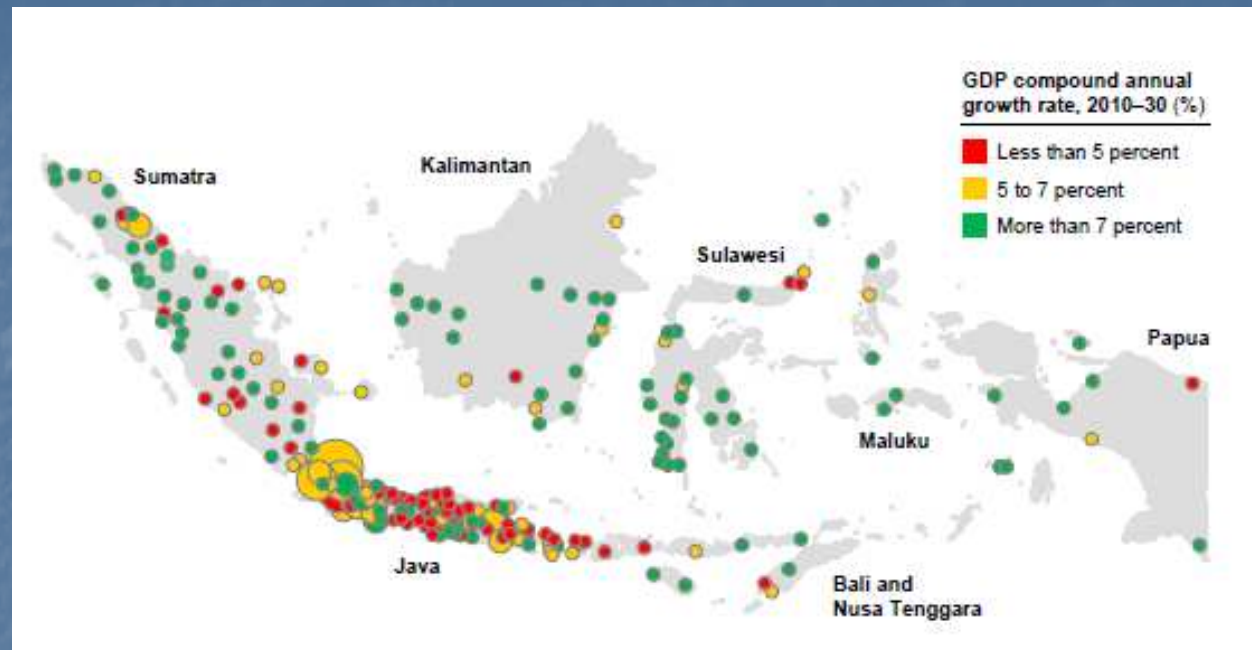 GDP compound annual
growth rate, 2010–30 (%)
Less than 5 percent
5 to 7 percent
More than 7 percent
Sumatra
Kalimantan
Sulawesi
Papua
Maluku
Java
Bali and
Nusa Tenggara